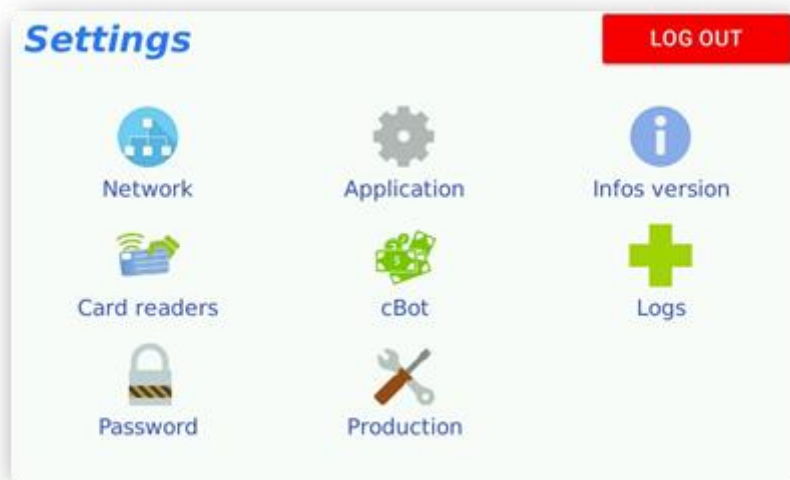 Settings
LOG OUT
Network
Application
Infos version
Card readers
cBot
Logs
Password
Production